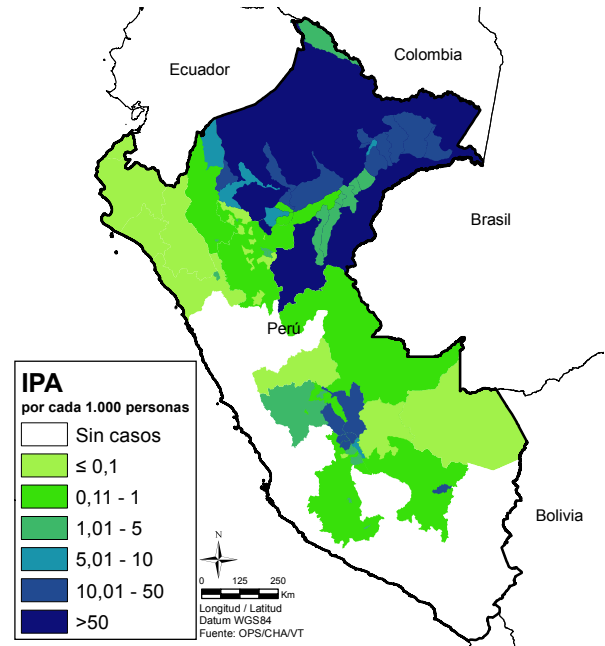 Colombia
Ecuador
Brasil
Perú
Bolivia
IPA
por cada 1.000 personas
Sin casos
≤ 0,1
0,11 - 1
1,01 - 5
5,01 - 10
10,01 - 50
>50
N
0 125 250
Km
Longitud / Latitud
Datum WGS84
Fuente: OPS/CHA/VT